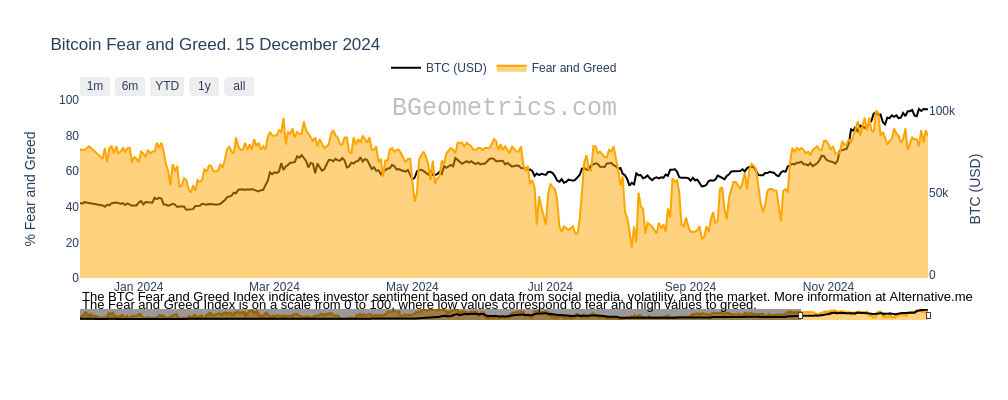 Bitcoin Fear and Greed. 15 December 2024
BTC (USD) Fear and Greed
1m 6m YTD 1y all
BGeometrics.com
100
80
60
40
20
0
% Fear and Greed
100k
50k
0
BTC (USD)
Jan 2024 Mar 2024 May 2024 Jul 2024 Sep 2024 Nov 2024
The BTC Fear and Greed Index indicates investor sentiment based on data from social media, volatility, and the market. More information at Alternative.me
The Fear and Greed Index is on a scale from 0 to 100, where low values correspond to fear and high values to greed.